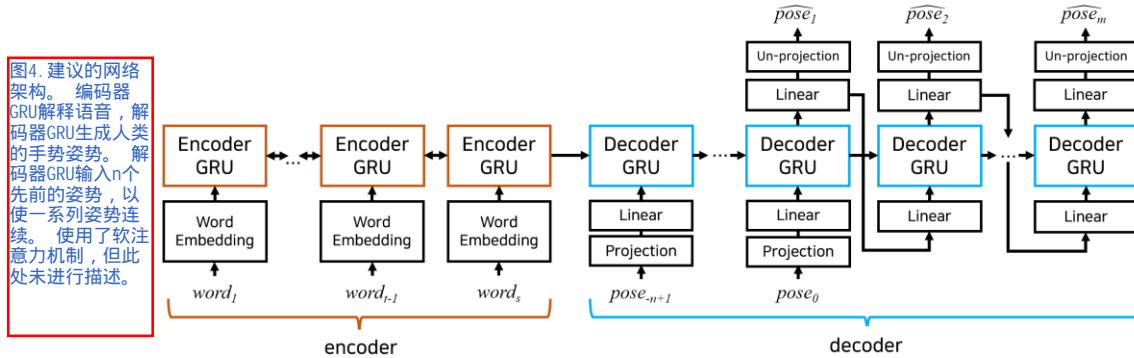 图4.建议的网络
架构。 编码器
GRU解释语音，解
码器GRU生成人类
的手势姿势。 解
码器GRU输入n个
先前的姿势，以
使一系列姿势连
续。 使用了软注
意力机制，但此
处未进行描述。
pose1 pose2 posem
Un-projection Un-projection Un-projection
Linear Linear Linear
Encoder
GRU
...
Encoder
GRU
Encoder
GRU
Decoder
GRU
...
Decoder
GRU
Decoder
GRU
...
Decoder
GRU
Word
Embedding
Word
Embedding
Word
Embedding
Linear Linear Linear Linear
Projection Projection
word1 wordt-1 words pose-n+1 pose0
encoder decoder